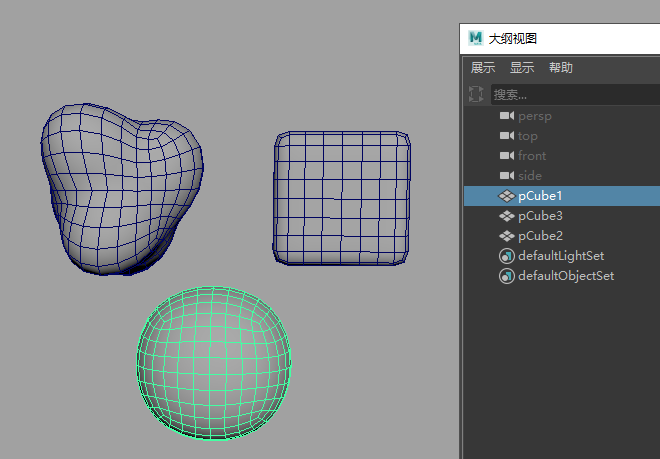 大纲视图
展示 显示 帮助
搜索...
persp
top
front
side
pCube1
pCube3
pCube2
defaultLightSet
defaultObjectSet